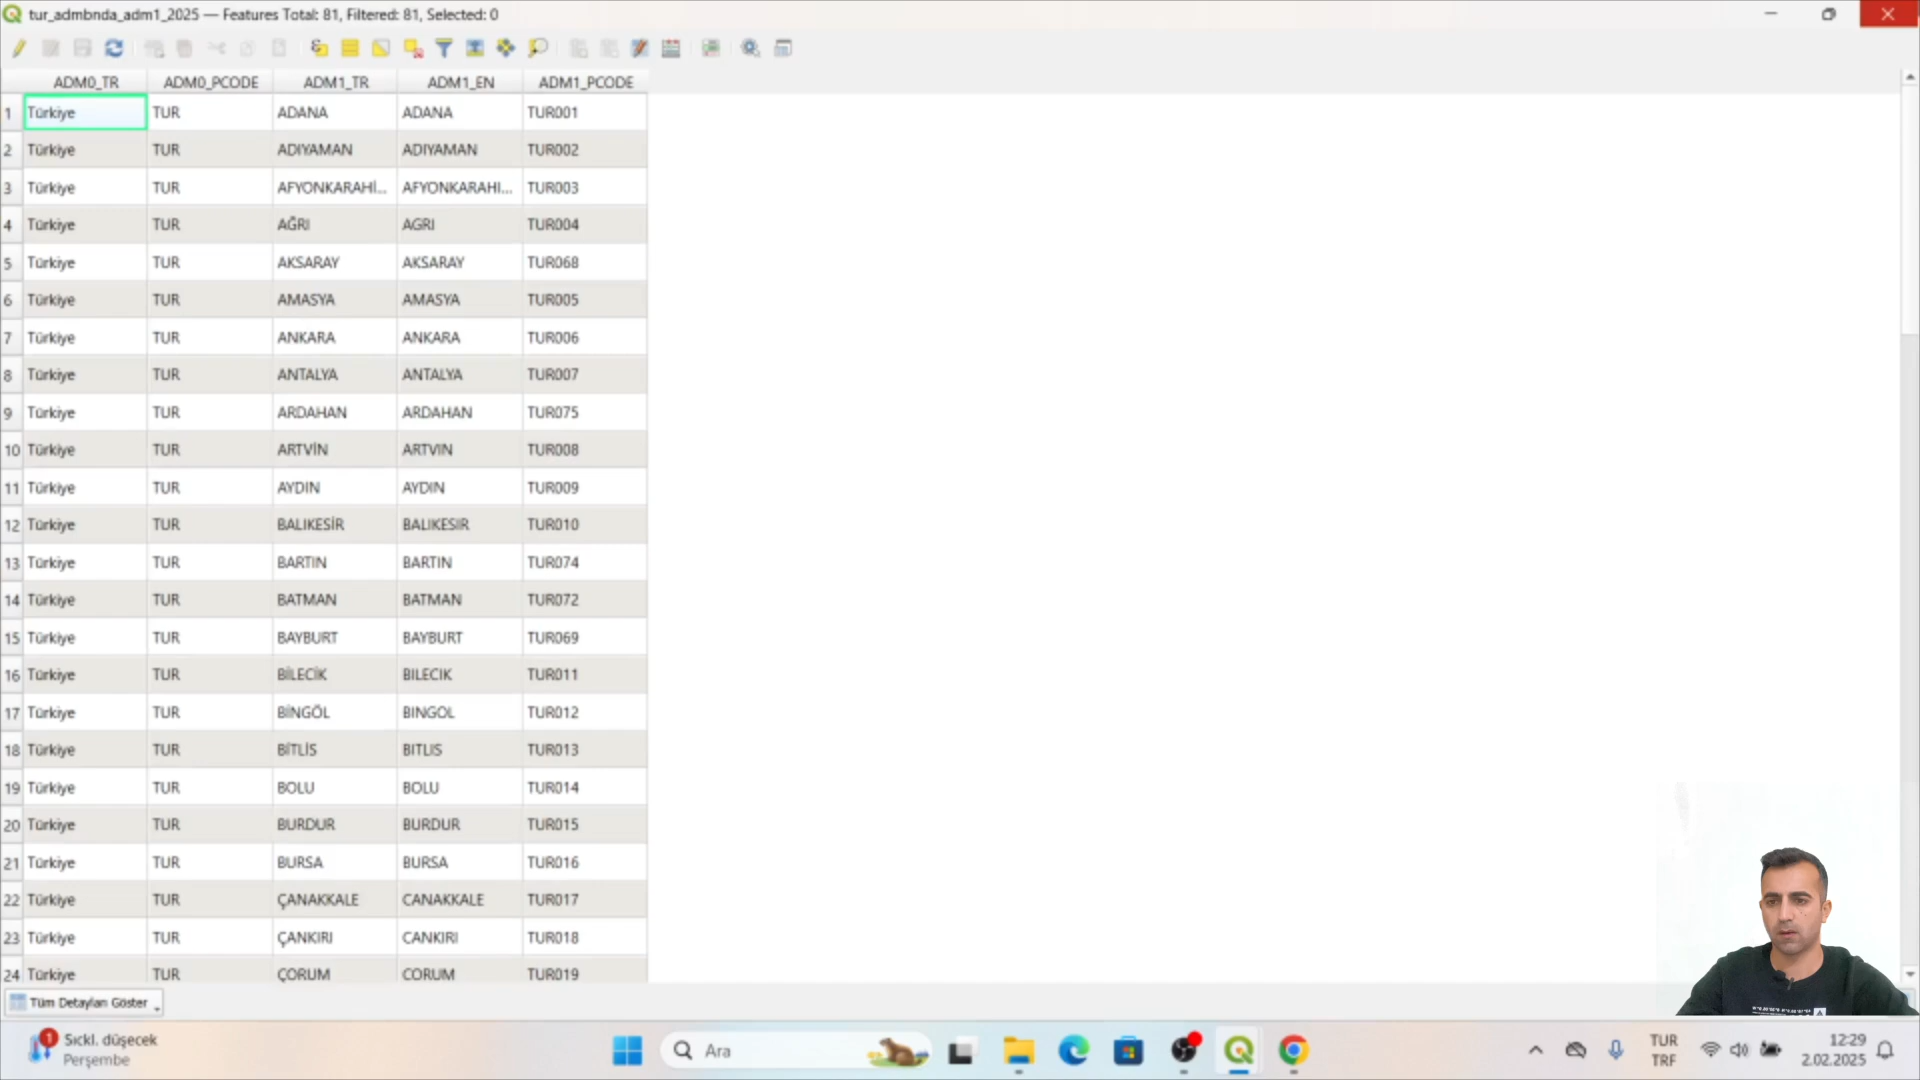 tur_admbnda_adm1_2025 — Features Total: 81, Filtered: 81, Selected: 0
ADM0_TR ADM0_PCODE ADM1_TR ADM1_EN ADM1_PCODE
1 Türkiye TUR ADANA ADANA TUR001
2 Türkiye TUR ADIYAMAN ADIYAMAN TUR002
3 Türkiye TUR AFYONKARAHİ... AFYONKARAHI... TUR003
4 Türkiye TUR AĞRI AGRI TUR004
5 Türkiye TUR AKSARAY AKSARAY TUR068
6 Türkiye TUR AMASYA AMASYA TUR005
7 Türkiye TUR ANKARA ANKARA TUR006
8 Türkiye TUR ANTALYA ANTALYA TUR007
9 Türkiye TUR ARDAHAN ARDAHAN TUR075
10 Türkiye TUR ARTVİN ARTVIN TUR008
11 Türkiye TUR AYDIN AYDIN TUR009
12 Türkiye TUR BALIKESİR BALIKESIR TUR010
13 Türkiye TUR BARTIN BARTIN TUR074
14 Türkiye TUR BATMAN BATMAN TUR072
15 Türkiye TUR BAYBURT BAYBURT TUR069
16 Türkiye TUR BİLECİK BILECIK TUR011
17 Türkiye TUR BİNGÖL BINGOL TUR012
18 Türkiye TUR BİTLİS BITLIS TUR013
19 Türkiye TUR BOLU BOLU TUR014
20 Türkiye TUR BURDUR BURDUR TUR015
21 Türkiye TUR BURSA BURSA TUR016
22 Türkiye TUR ÇANAKKALE CANAKKALE TUR017
23 Türkiye TUR ÇANKIRI CANKIRI TUR018
24 Türkiye TUR ÇORUM CORUM TUR019
Tüm Detayları Göster
1 Sıckl. düşecek
Perşembe
Ara
TUR
TRF
12:29
2.02.2025